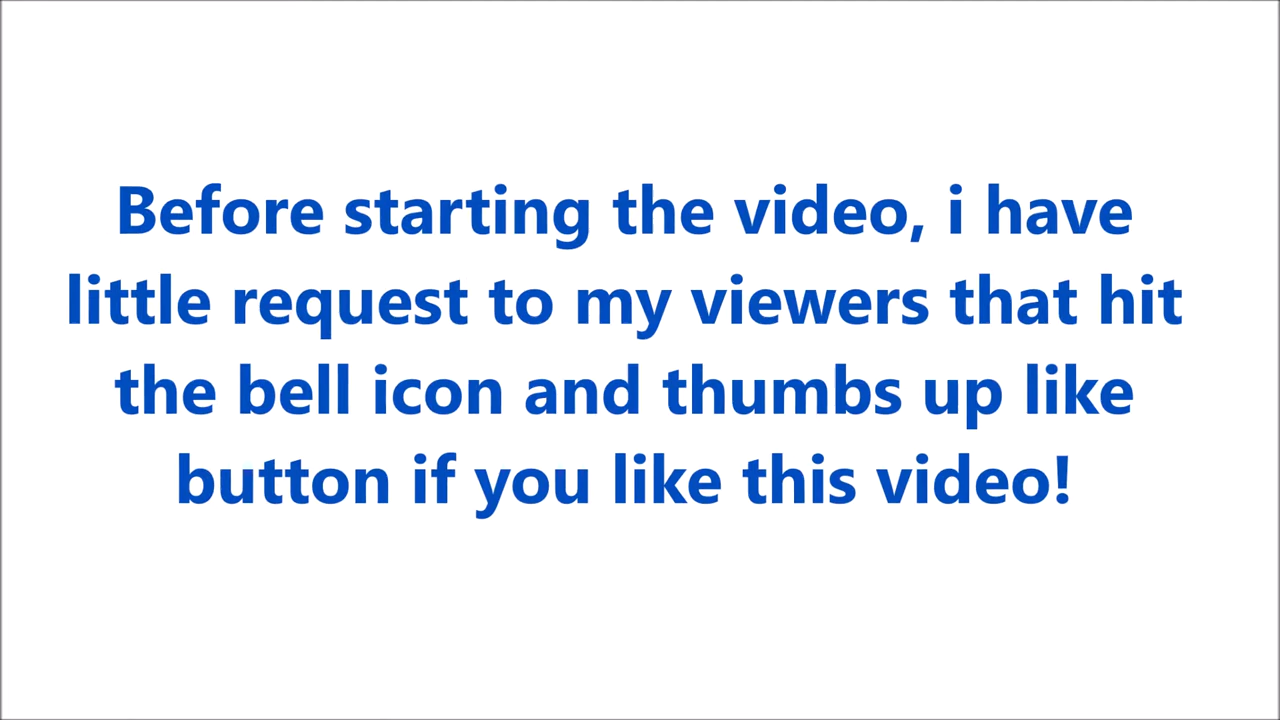 Before starting the video, i have
little request to my viewers that hit
the bell icon and thumbs up like
button if you like this video!